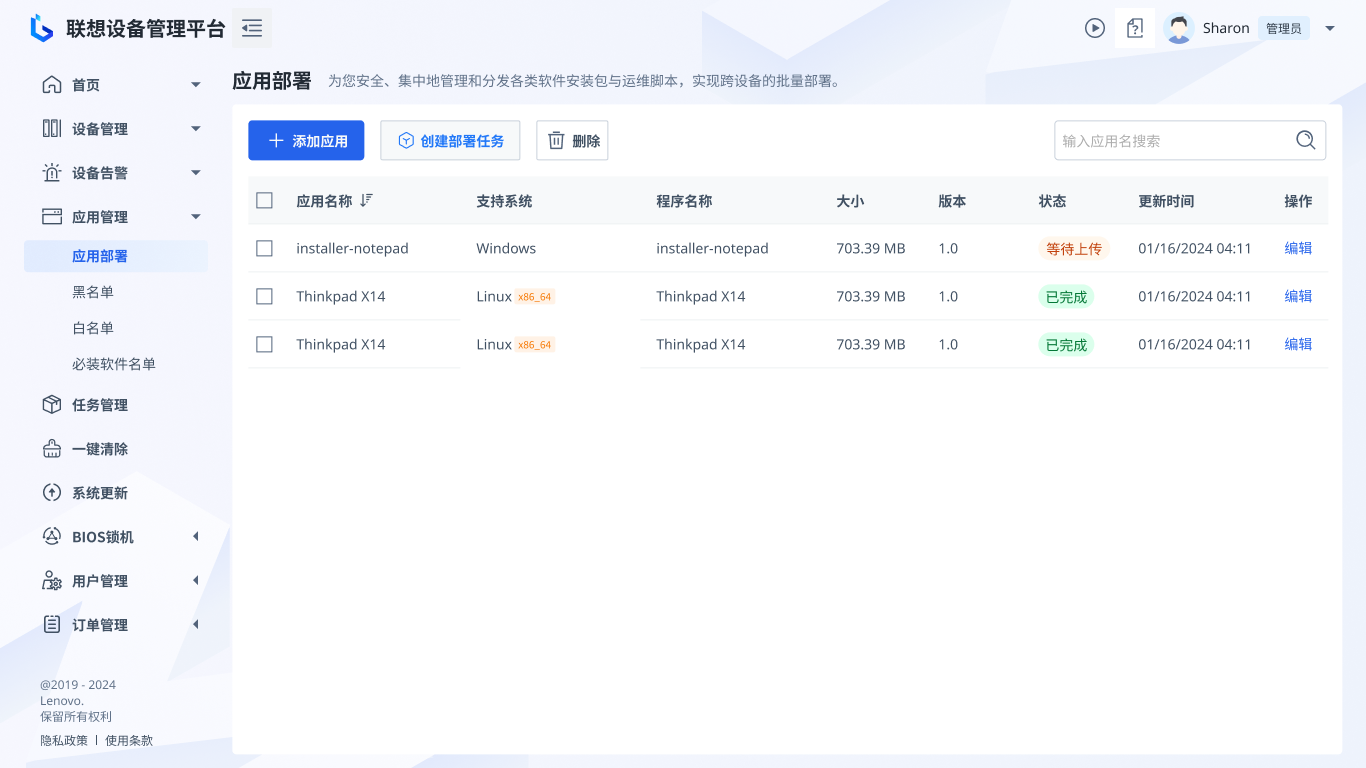 联想设备管理平台
Sharon 管理员
首页
设备管理
设备告警
应用管理
应用部署
黑名单
白名单
必装软件名单
任务管理
一键清除
系统更新
BIOS锁机
用户管理
订单管理
@2019 - 2024
Lenovo.
保留所有权利
隐私政策 | 使用条款
应用部署 为您安全、集中地管理和分发各类软件安装包与运维脚本，实现跨设备的批量部署。
添加应用 创建部署任务 删除 输入应用名搜索
应用名称 支持系统 程序名称 大小 版本 状态 更新时间 操作
installer-notepad Windows installer-notepad 703.39 MB 1.0 等待上传 01/16/2024 04:11 编辑
Thinkpad X14 Linux x86_64 Thinkpad X14 703.39 MB 1.0 已完成 01/16/2024 04:11 编辑
Thinkpad X14 Linux x86_64 Thinkpad X14 703.39 MB 1.0 已完成 01/16/2024 04:11 编辑